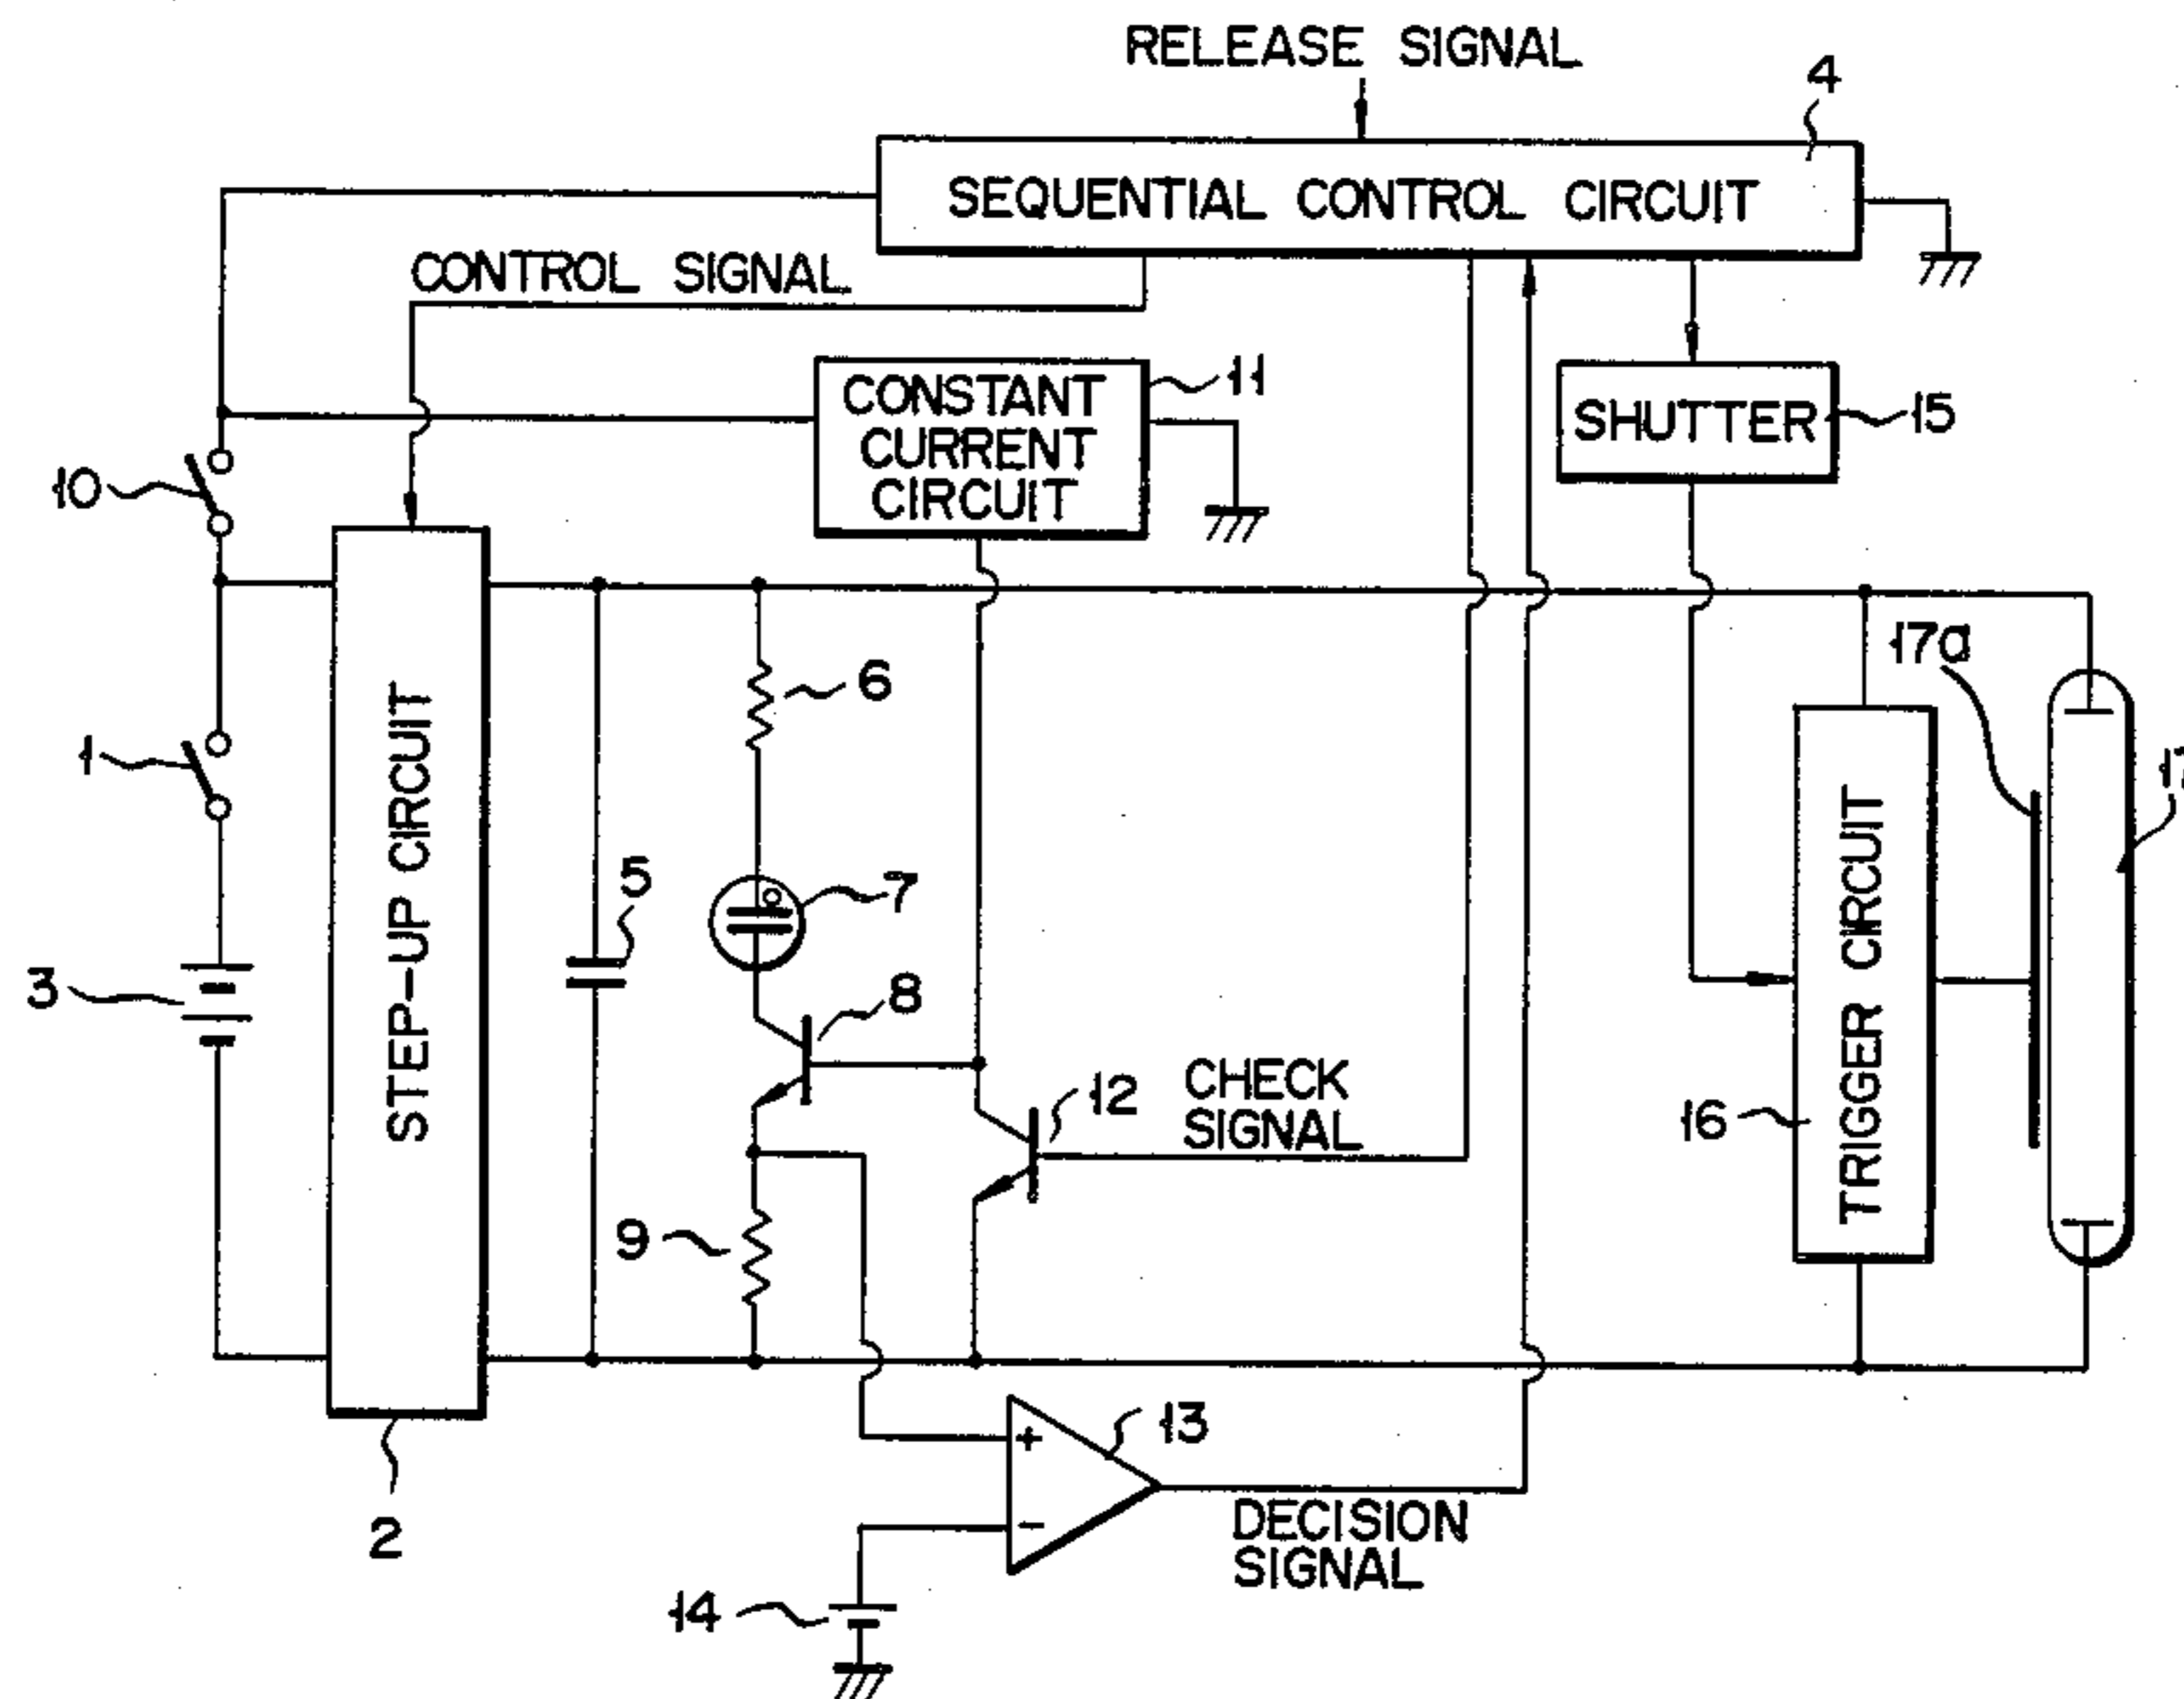 RELEASE SIGNAL
4
SEQUENTIAL CONTROL CIRCUIT
CONTROL SIGNAL
CONSTANT
CURRENT
CIRCUIT
11
SHUTTER
15
10
17a
6
1
STEP-UP CIRCUIT
TRIGGER CIRCUIT
5
7
3
8
12
CHECK
SIGNAL
16
9
13
2
DECISION
SIGNAL
14